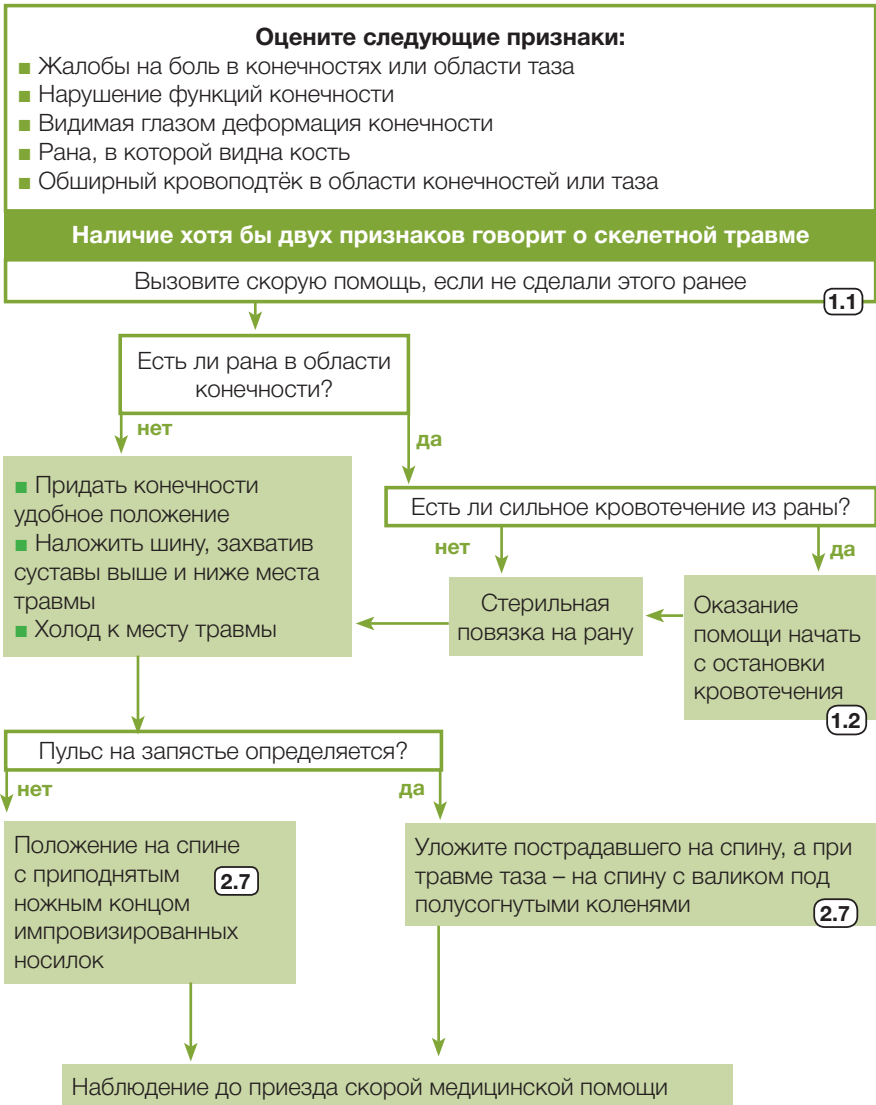 Оцените следующие признаки:
■ Жалобы на боль в конечностях или области таза
■ Нарушение функций конечности
■ Видимая глазом деформация конечности
■ Рана, в которой видна кость
■ Обширный кровоподтёк в области конечностей или таза
Наличие хотя бы двух признаков говорит о скелетной травме
Вызовите скорую помощь, если не сделали этого ранее
1.1
Есть ли рана в области
конечности?
нет
да
■ Придать конечности
удобное положение
■ Наложить шину, захватив
суставы выше и ниже места
травмы
■ Холод к месту травмы
Есть ли сильное кровотечение из раны?
нет
да
Стерильная
повязка на рану
Оказание
помощи начать
с остановки
кровотечения
1.2
Пульс на запястье определяется?
нет
да
Положение на спине
с приподнятым
ножным концом
импровизированных
носилок
2.7
Уложите пострадавшего на спину, а при
травме таза – на спину с валиком под
полусогнутыми коленями
2.7
Наблюдение до приезда скорой медицинской помощи